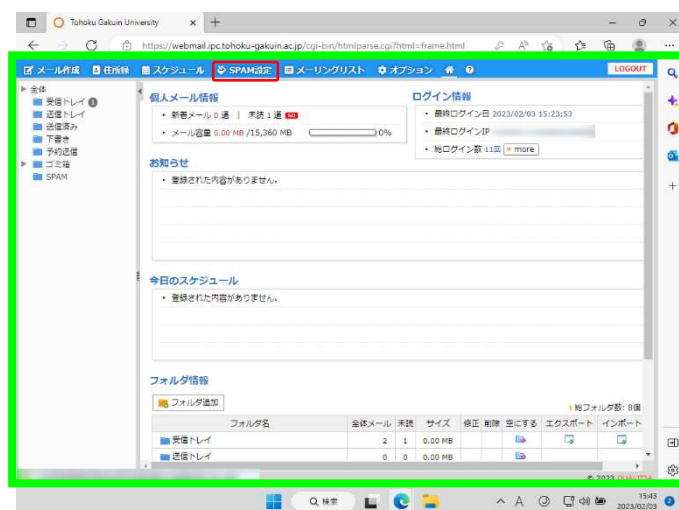 Tohoku Gakuin University
https://webmail.ipc.tohoku-gakuin.ac.jp/cgi-bin/htmlparse.cgi?html=frame.html
メール作成 住所録 スケジュール SPAM設定 メーリングリスト オプション LOGOUT
全体
受信トレイ 1
送信トレイ
送信済み
下書き
予約送信
ゴミ箱
SPAM
個人メール情報
・ 新着メール 0 通 | 未読 1 通 GO
・ メール容量 0.00 MB /15,360 MB 0%
ログイン情報
・ 最終ログイン日 2023/02/03 15:23:53
・ 最終ログインIP
・ 総ログイン数 11回 more
お知らせ
・ 登録された内容がありません。
今日のスケジュール
・ 登録された内容がありません。
フォルダ情報
フォルダ追加
総フォルダ数: 8個
フォルダ名 全体メール 未読 サイズ 修正 削除 空にする エクスポート インポート
受信トレイ 2 1 0.00 MB
送信トレイ 0 0 0.00 MB
© 2023 QUALITIA
検索
A
15:43
2023/02/03